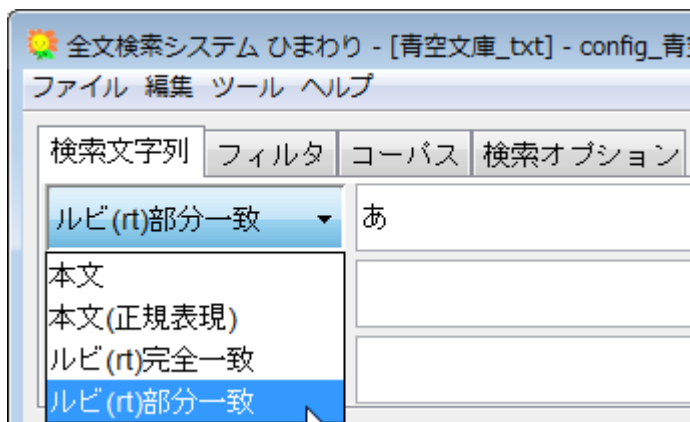 全文検索システム ひまわり - [青空文庫_txt] - config_青
ファイル 編集 ツール ヘルプ
検索文字列 フィルタ コーパス 検索オプション
ルビ(rt)部分一致 あ
本文
本文(正規表現)
ルビ(rt)完全一致
ルビ(rt)部分一致